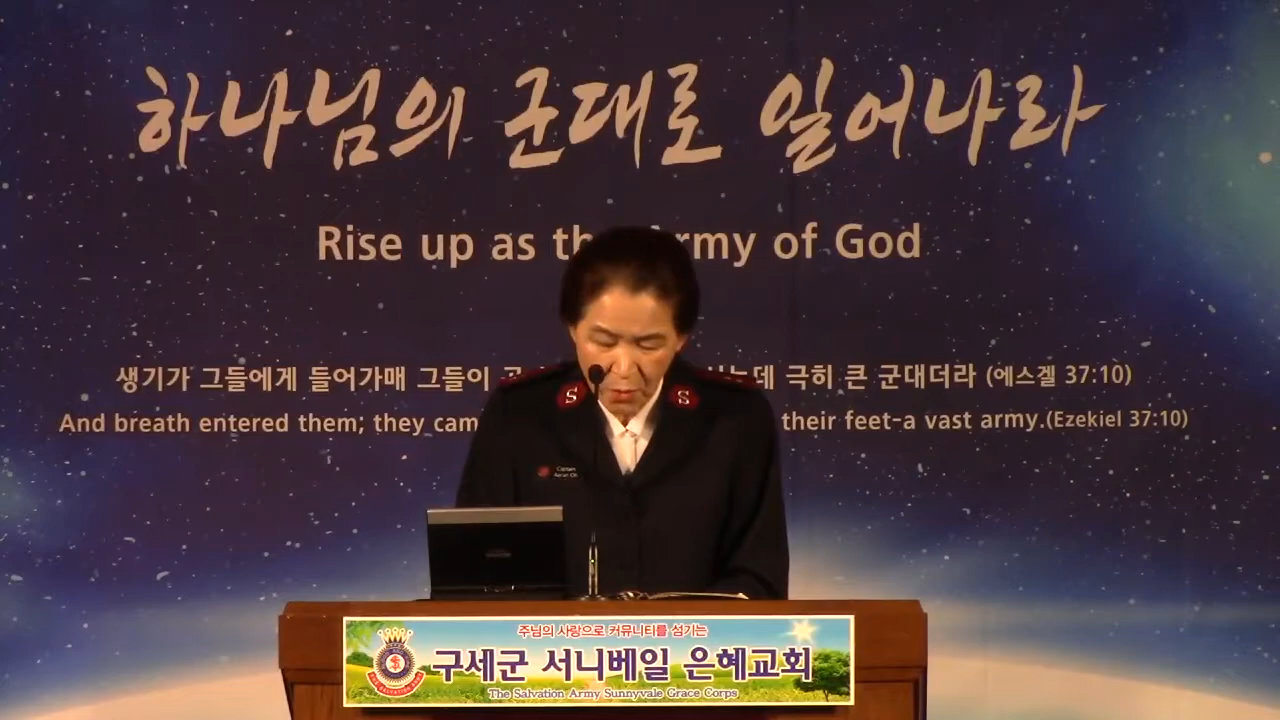 하나님의 군대로 일어나라
Rise up as th rmy of God
생기가 그들에게 들어가매 그들이 는데 극히 큰 군대더라 (에스겔 37:10)
And breath entered them; they cam their feet-a vast army.(Ezekiel 37:10)
S S
Captain
주님의 사랑으로 커뮤니티를 섬기는
구세군 서니베일 은혜교회
The Salvation Army Sunnyvale Grace Corps